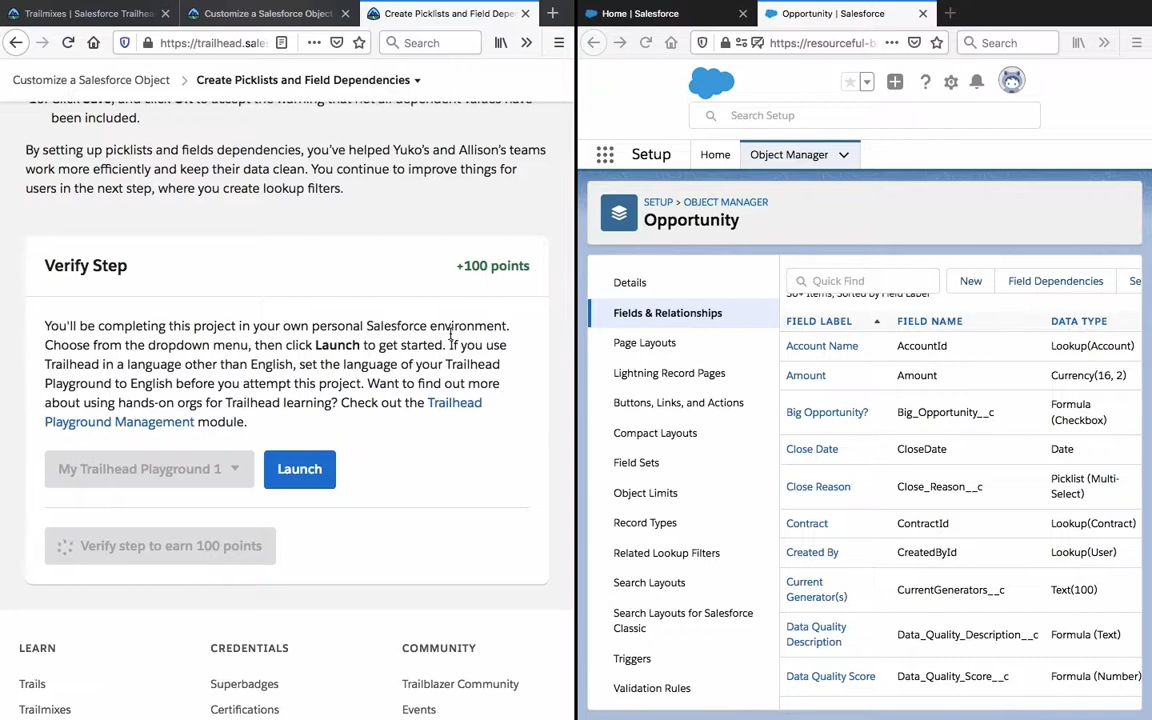 Trailmixes | Salesforce Trailhea
Customize a Salesforce Object
Create Picklists and Field Depen
https://trailhead.sale
Search
Customize a Salesforce Object
Create Picklists and Field Dependencies
been included.
By setting up picklists and fields dependencies, you've helped Yuko's and Allison's teams
work more efficiently and keep their data clean. You continue to improve things for
users in the next step, where you create lookup filters.
Verify Step
+100 points
You'll be completing this project in your own personal Salesforce environment.
Choose from the dropdown menu, then click Launch to get started. If you use
Trailhead in a language other than English, set the language of your Trailhead
Playground to English before you attempt this project. Want to find out more
about using hands-on orgs for Trailhead learning? Check out the Trailhead
Playground Management module.
My Trailhead Playground 1
Launch
Verify step to earn 100 points
LEARN
CREDENTIALS
COMMUNITY
Trails
Superbadges
Trailblazer Community
Trailmixes
Certifications
Events
Home | Salesforce
Opportunity | Salesforce
https://resourceful-b
Search
Search Setup
Setup
Home
Object Manager
SETUP > OBJECT MANAGER
Opportunity
Details
Fields & Relationships
Page Layouts
Lightning Record Pages
Buttons, Links, and Actions
Compact Layouts
Field Sets
Object Limits
Record Types
Related Lookup Filters
Search Layouts
Search Layouts for Salesforce
Classic
Triggers
Validation Rules
Quick Find
New
Field Dependencies
Se
50+ Items, Sorted by Field Label
FIELD LABEL
FIELD NAME
DATA TYPE
Account Name
AccountId
Lookup(Account)
Amount
Amount
Currency(16, 2)
Big Opportunity?
Big_Opportunity__c
Formula
(Checkbox)
Close Date
CloseDate
Date
Close Reason
Close_Reason__c
Picklist (Multi-
Select)
Contract
ContractId
Lookup(Contract)
Created By
CreatedById
Lookup(User)
Current
Generator(s)
CurrentGenerators__c
Text(100)
Data Quality
Description
Data_Quality_Description__c
Formula (Text)
Data Quality Score
Data_Quality_Score__c
Formula (Number)